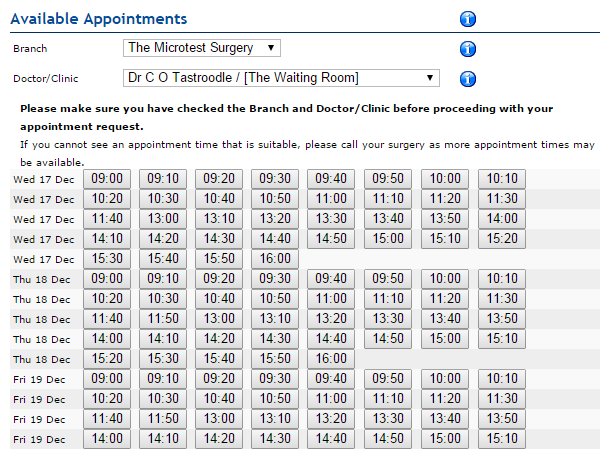 Available Appointments
Branch The Microtest Surgery
Doctor/Clinic Dr C O Tastroodle / [The Waiting Room]
Please make sure you have checked the Branch and Doctor/Clinic before proceeding with your
appointment request.
If you cannot see an appointment time that is suitable, please call your surgery as more appointment times may
be available.
Wed 17 Dec 09:00 09:10 09:20 09:30 09:40 09:50 10:00 10:10
Wed 17 Dec 10:20 10:30 10:40 10:50 11:00 11:10 11:20 11:30
Wed 17 Dec 11:40 13:00 13:10 13:20 13:30 13:40 13:50 14:00
Wed 17 Dec 14:10 14:20 14:30 14:40 14:50 15:00 15:10 15:20
Wed 17 Dec 15:30 15:40 15:50 16:00
Thu 18 Dec 09:00 09:10 09:20 09:30 09:40 09:50 10:00 10:10
Thu 18 Dec 10:20 10:30 10:40 10:50 11:00 11:10 11:20 11:30
Thu 18 Dec 11:40 11:50 13:00 13:10 13:20 13:30 13:40 13:50
Thu 18 Dec 14:00 14:10 14:20 14:30 14:40 14:50 15:00 15:10
Thu 18 Dec 15:20 15:30 15:40 15:50 16:00
Fri 19 Dec 09:00 09:10 09:20 09:30 09:40 09:50 10:00 10:10
Fri 19 Dec 10:20 10:30 10:40 10:50 11:00 11:10 11:20 11:30
Fri 19 Dec 11:40 11:50 13:00 13:10 13:20 13:30 13:40 13:50
Fri 19 Dec 14:00 14:10 14:20 14:30 14:40 14:50 15:00 15:10